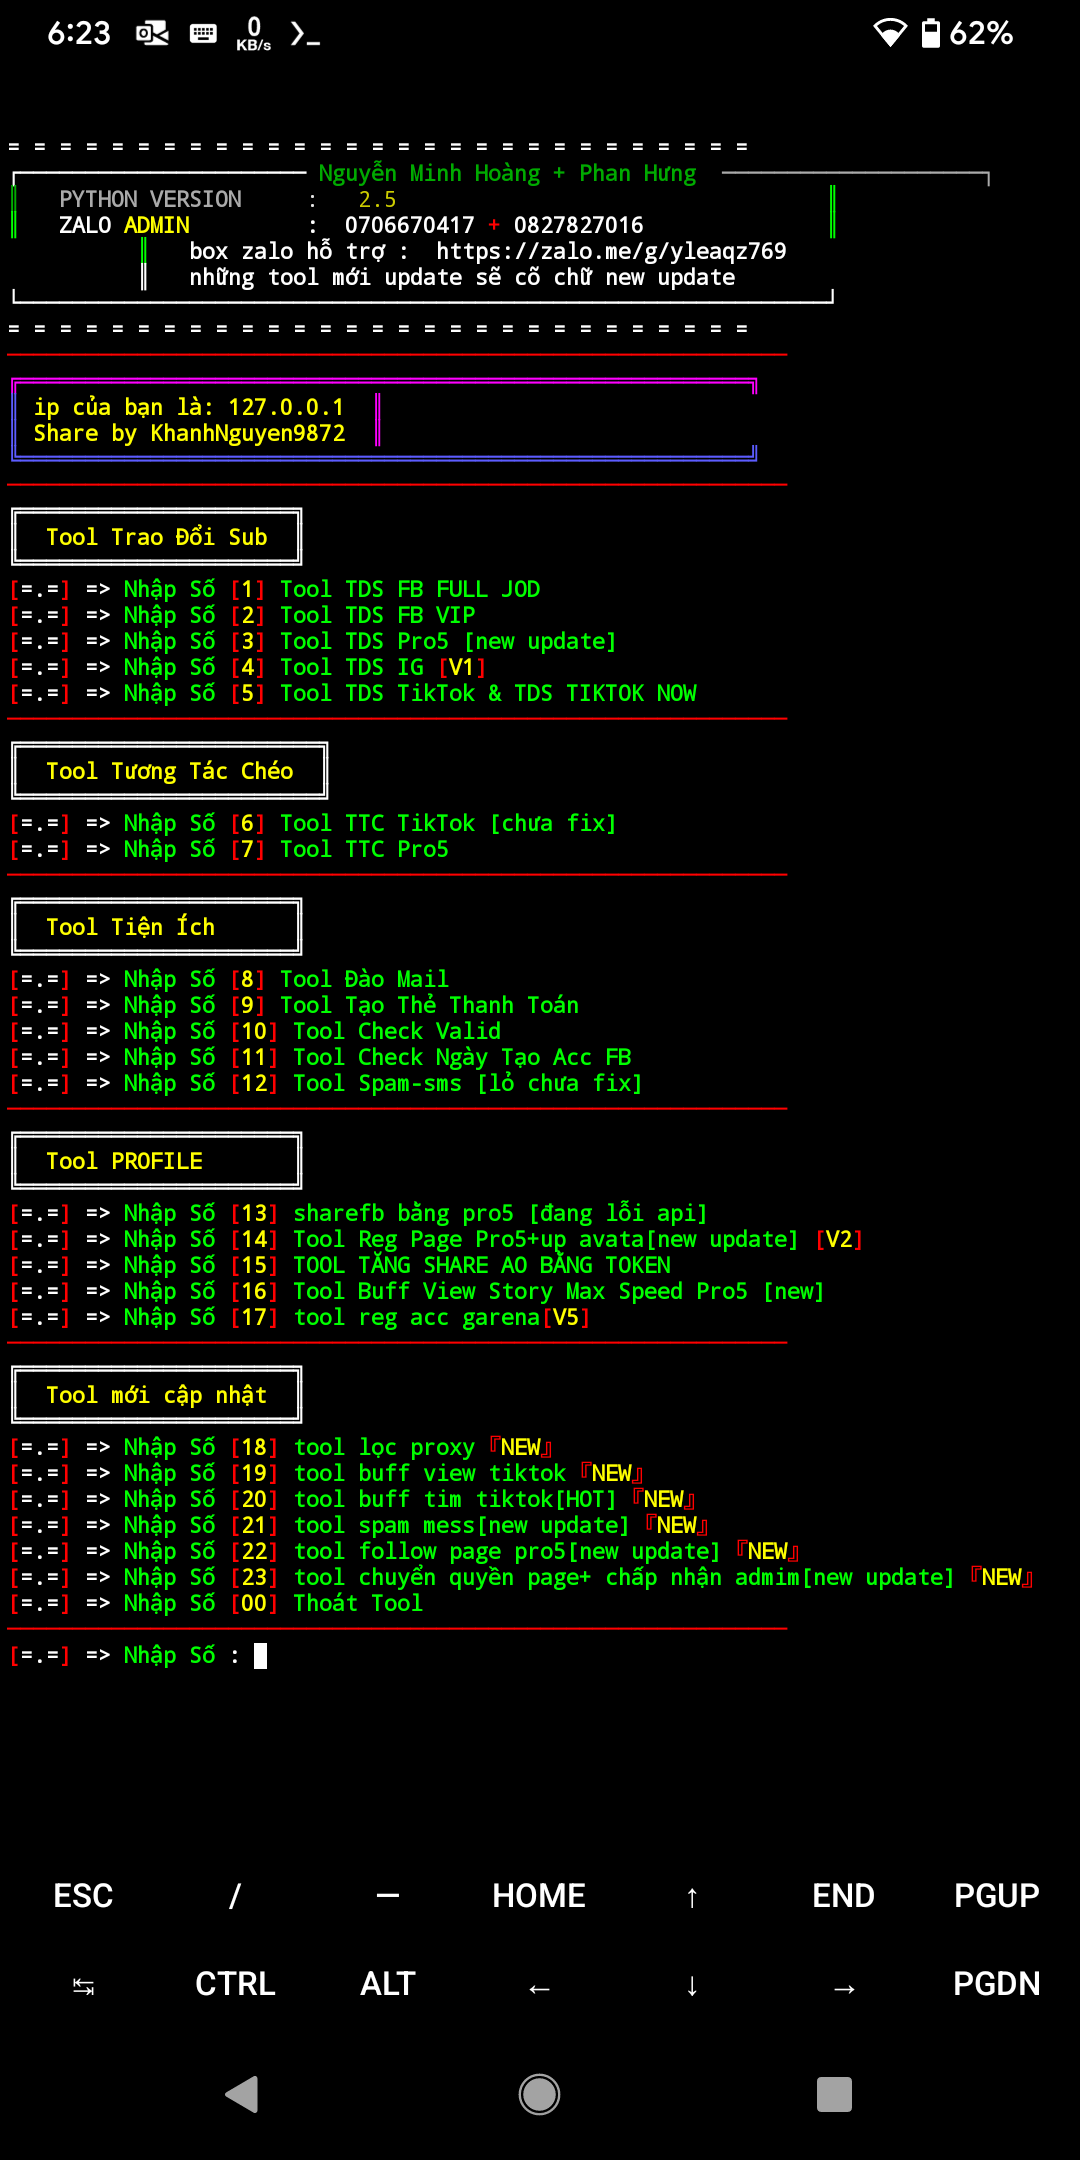 6:23 0 KB/s 62%
= = = = = = = = = = = = = = = = = = = = = = = = = = = = =
Nguyễn Minh Hoàng + Phan Hưng
PYTHON VERSION : 2.5
ZALO ADMIN : 0706670417 + 0827827016
box zalo hỗ trợ : https://zalo.me/g/yleaqz769
những tool mới update sẽ cõ chữ new update
= = = = = = = = = = = = = = = = = = = = = = = = = = = = =
ip của bạn là: 127.0.0.1
Share by KhanhNguyen9872
Tool Trao Đổi Sub
[=.=] => Nhập Số [1] Tool TDS FB FULL JOD
[=.=] => Nhập Số [2] Tool TDS FB VIP
[=.=] => Nhập Số [3] Tool TDS Pro5 [new update]
[=.=] => Nhập Số [4] Tool TDS IG [V1]
[=.=] => Nhập Số [5] Tool TDS TikTok & TDS TIKTOK NOW
Tool Tương Tác Chéo
[=.=] => Nhập Số [6] Tool TTC TikTok [chưa fix]
[=.=] => Nhập Số [7] Tool TTC Pro5
Tool Tiện Ích
[=.=] => Nhập Số [8] Tool Đào Mail
[=.=] => Nhập Số [9] Tool Tạo Thẻ Thanh Toán
[=.=] => Nhập Số [10] Tool Check Valid
[=.=] => Nhập Số [11] Tool Check Ngày Tạo Acc FB
[=.=] => Nhập Số [12] Tool Spam-sms [lỏ chưa fix]
Tool PROFILE
[=.=] => Nhập Số [13] sharefb bằng pro5 [đang lỗi api]
[=.=] => Nhập Số [14] Tool Reg Page Pro5+up avata[new update] [V2]
[=.=] => Nhập Số [15] TOOL TĂNG SHARE AO BẰNG TOKEN
[=.=] => Nhập Số [16] Tool Buff View Story Max Speed Pro5 [new]
[=.=] => Nhập Số [17] tool reg acc garena[V5]
Tool mới cập nhật
[=.=] => Nhập Số [18] tool lọc proxy『NEW』
[=.=] => Nhập Số [19] tool buff view tiktok『NEW』
[=.=] => Nhập Số [20] tool buff tim tiktok[HOT]『NEW』
[=.=] => Nhập Số [21] tool spam mess[new update]『NEW』
[=.=] => Nhập Số [22] tool follow page pro5[new update]『NEW』
[=.=] => Nhập Số [23] tool chuyển quyền page+ chấp nhận admim[new update]『NEW』
[=.=] => Nhập Số [00] Thoát Tool
[=.=] => Nhập Số :
ESC / — HOME ↑ END PGUP
↹ CTRL ALT ← ↓ → PGDN